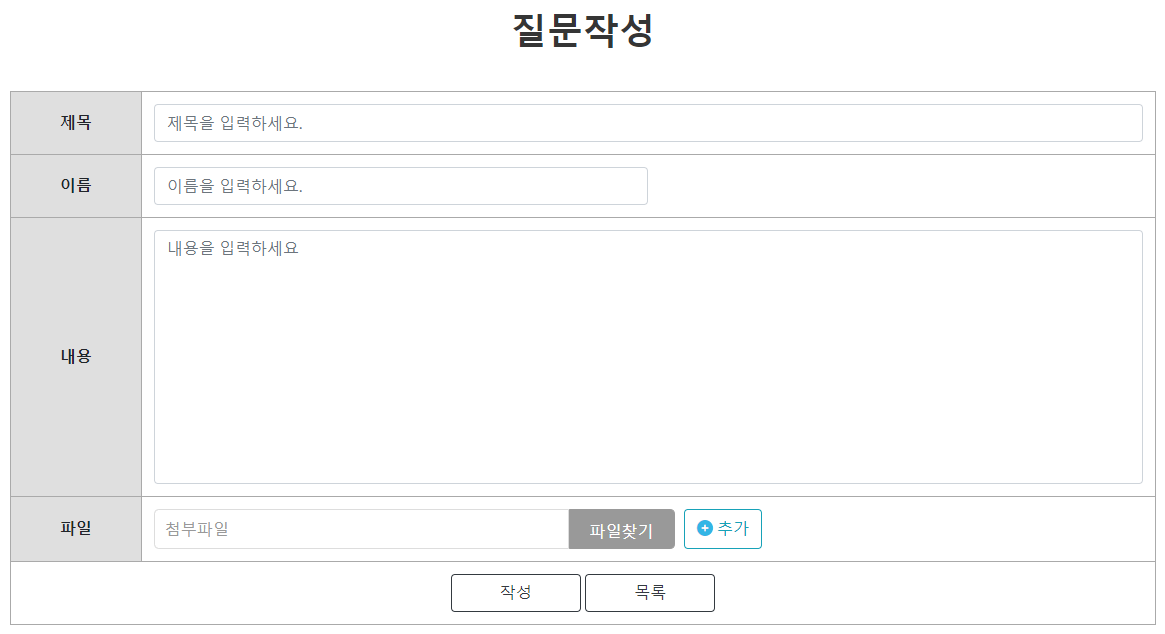 질문작성
제목
제목을 입력하세요.
이름
이름을 입력하세요.
내용
내용을 입력하세요
파일
첨부파일 파일찾기 추가
작성 목록